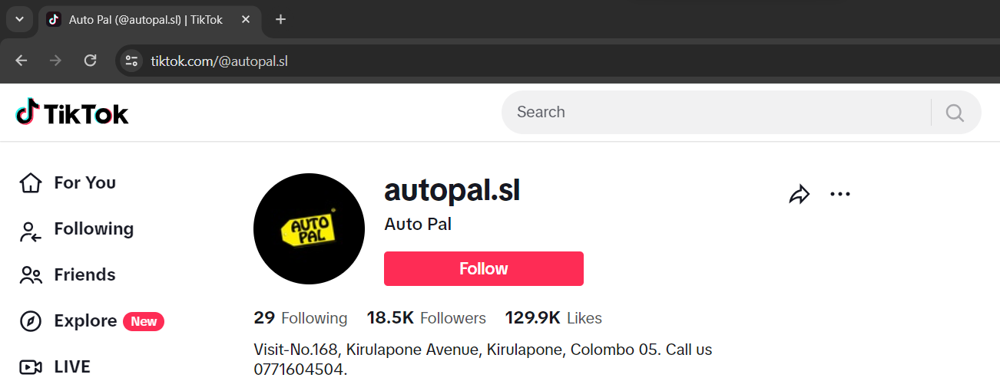 Auto Pal (@autopal.sl) | TikTok
tiktok.com/@autopal.sl
TikTok
Search
For You
Following
Friends
Explore New
LIVE
AUTO
PAL
autopal.sl
Auto Pal
Follow
29 Following 18.5K Followers 129.9K Likes
Visit-No.168, Kirulapone Avenue, Kirulapone, Colombo 05. Call us
0771604504.